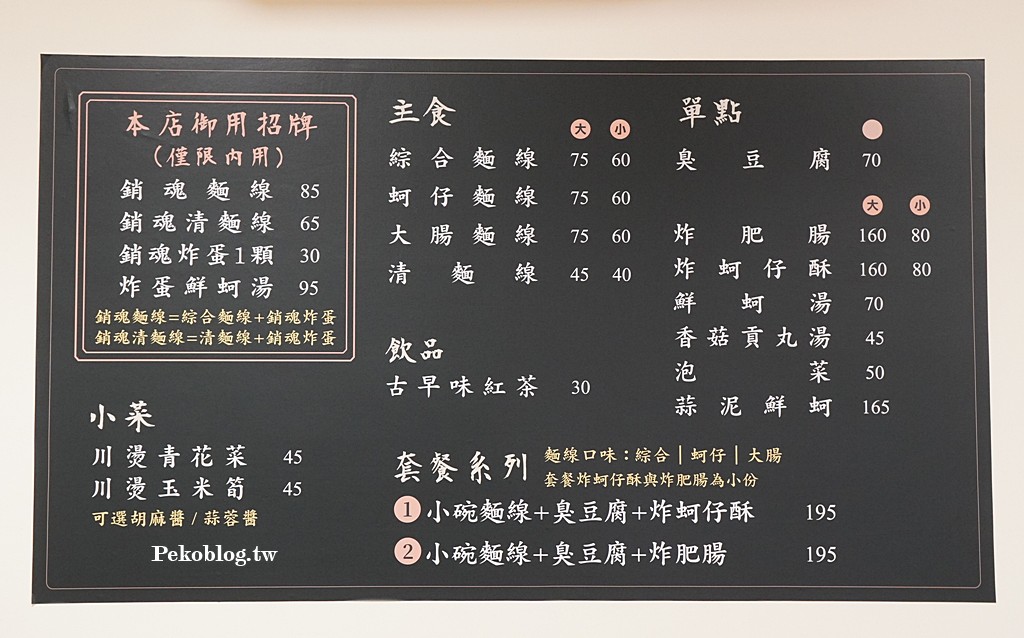 本店御用招牌
(僅限內用)
銷魂麵線 85
銷魂清麵線 65
銷魂炸蛋1顆 30
炸蛋鮮蚵湯 95
銷魂麵線=綜合麵線+銷魂炸蛋
銷魂清麵線=清麵線+銷魂炸蛋
小菜
川燙青花菜 45
川燙玉米筍 45
可選胡麻醬/蒜蓉醬
Pekoblog.tw
主食
大 小
綜合麵線 75 60
蚵仔麵線 75 60
大腸麵線 75 60
清麵線 45 40
飲品
古早味紅茶 30
單點
臭豆腐 70
大 小
炸肥腸 160 80
炸蚵仔酥 160 80
鮮蚵湯 70
香菇貢丸湯 45
泡菜 50
蒜泥鮮蚵 165
套餐系列
麵線口味：綜合｜蚵仔｜大腸
套餐炸蚵仔酥與炸肥腸為小份
1 小碗麵線+臭豆腐+炸蚵仔酥 195
2 小碗麵線+臭豆腐+炸肥腸 195